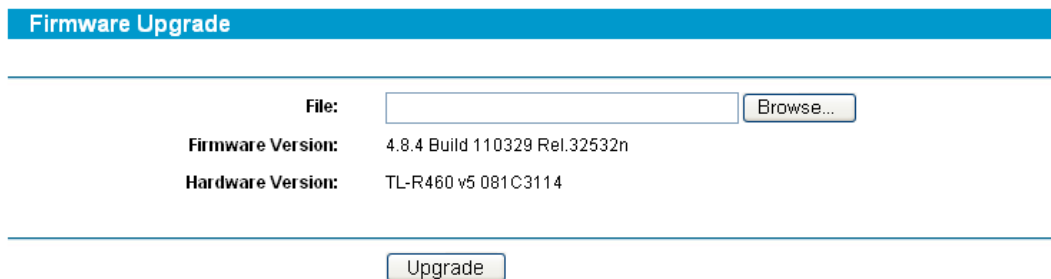 Firmware Upgrade
File: Browse...
Firmware Version: 4.8.4 Build 110329 Rel.32532n
Hardware Version: TL-R460 v5 081C3114
Upgrade